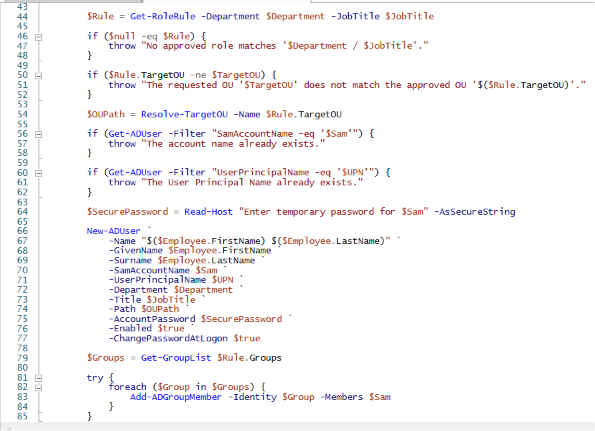 43
44 $Rule = Get-RoleRule -Department $Department -JobTitle $JobTitle
45
46 if ($null -eq $Rule) {
47 throw "No approved role matches '$Department / $JobTitle'."
48 }
49
50 if ($Rule.TargetOU -ne $TargetOU) {
51 throw "The requested OU '$TargetOU' does not match the approved OU '$($Rule.TargetOU)'."
52 }
53
54 $OUPath = Resolve-TargetOU -Name $Rule.TargetOU
55
56 if (Get-ADUser -Filter "SamAccountName -eq '$Sam'") {
57 throw "The account name already exists."
58 }
59
60 if (Get-ADUser -Filter "UserPrincipalName -eq '$UPN'") {
61 throw "The User Principal Name already exists."
62 }
63
64 $SecurePassword = Read-Host "Enter temporary password for $Sam" -AsSecureString
65
66 New-ADUser `
67 -Name "$($Employee.FirstName) $($Employee.LastName)" `
68 -GivenName $Employee.FirstName `
69 -Surname $Employee.LastName `
70 -SamAccountName $Sam `
71 -UserPrincipalName $UPN `
72 -Department $Department `
73 -Title $JobTitle `
74 -Path $OUPath `
75 -AccountPassword $SecurePassword `
76 -Enabled $true `
77 -ChangePasswordAtLogon $true
78
79 $Groups = Get-GroupList $Rule.Groups
80
81 try {
82 foreach ($Group in $Groups) {
83 Add-ADGroupMember -Identity $Group -Members $Sam
84 }
85 }